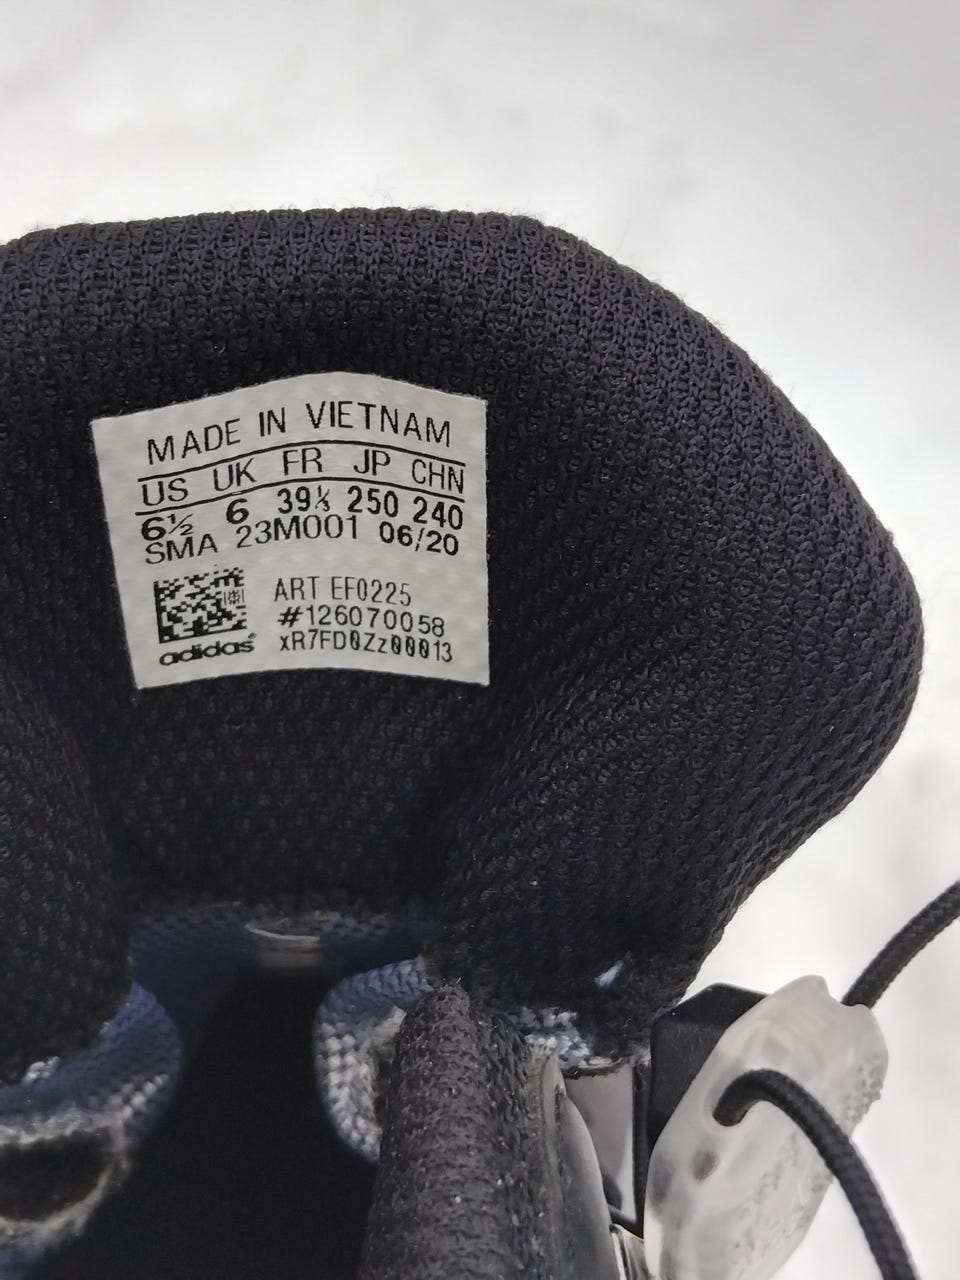 MADE IN VIETNAM
US UK FR JP CHN
6½ 6 39⅓ 250 240
SMA 23M001 06/20
ART EF0225
#126070058
adidas® xR7FD0Zz00013